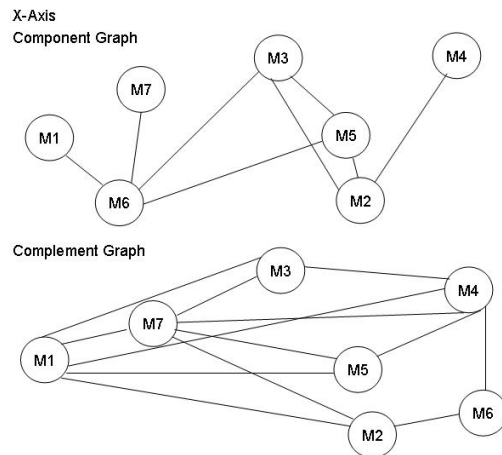 X-Axis
Component Graph
M3
M4
M7
M1
M5
M6
M2
Complement Graph
M3
M4
M7
M1
M5
M6
M2